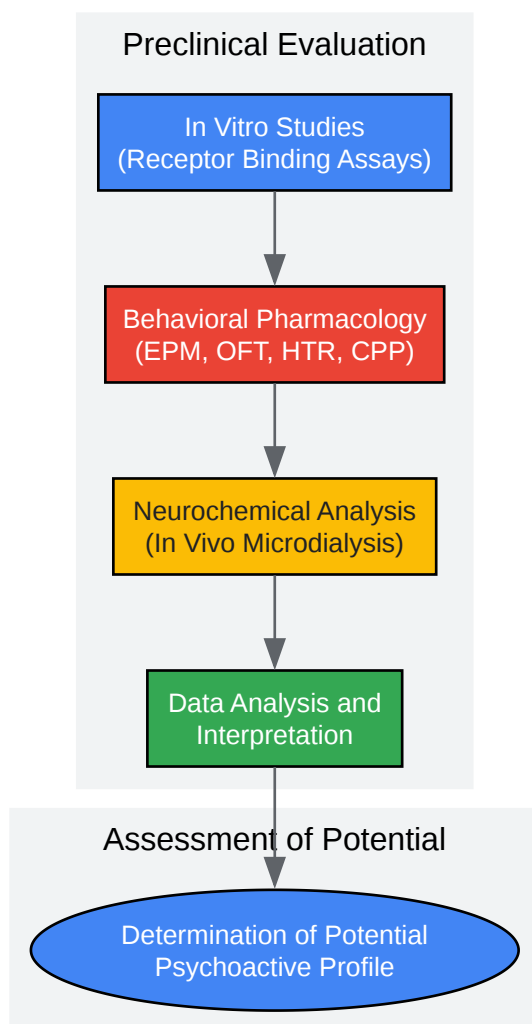 Preclinical Evaluation
In Vitro Studies
(Receptor Binding Assays)
Behavioral Pharmacology
(EPM, OFT, HTR, CPP)
Neurochemical Analysis
(In Vivo Microdialysis)
Data Analysis and
Interpretation
Assessment of Potential
Determination of Potential
Psychoactive Profile